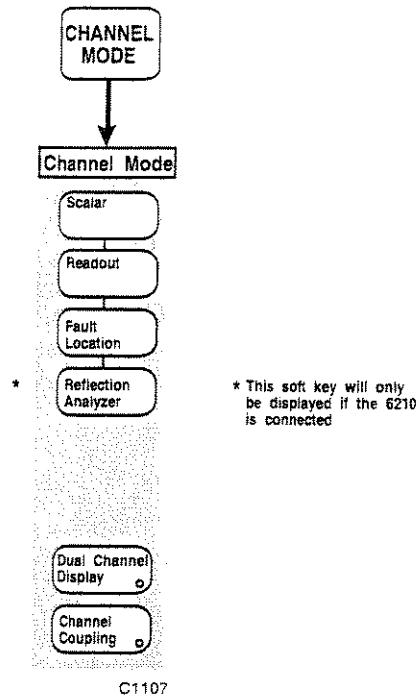 CHANNEL
MODE
Channel Mode
Scalar
Readout
Fault
Location
*
Reflection
Analyzer
* This soft key will only
be displayed if the 6210
is connected
Dual Channel
Display
Channel
Coupling
C1107